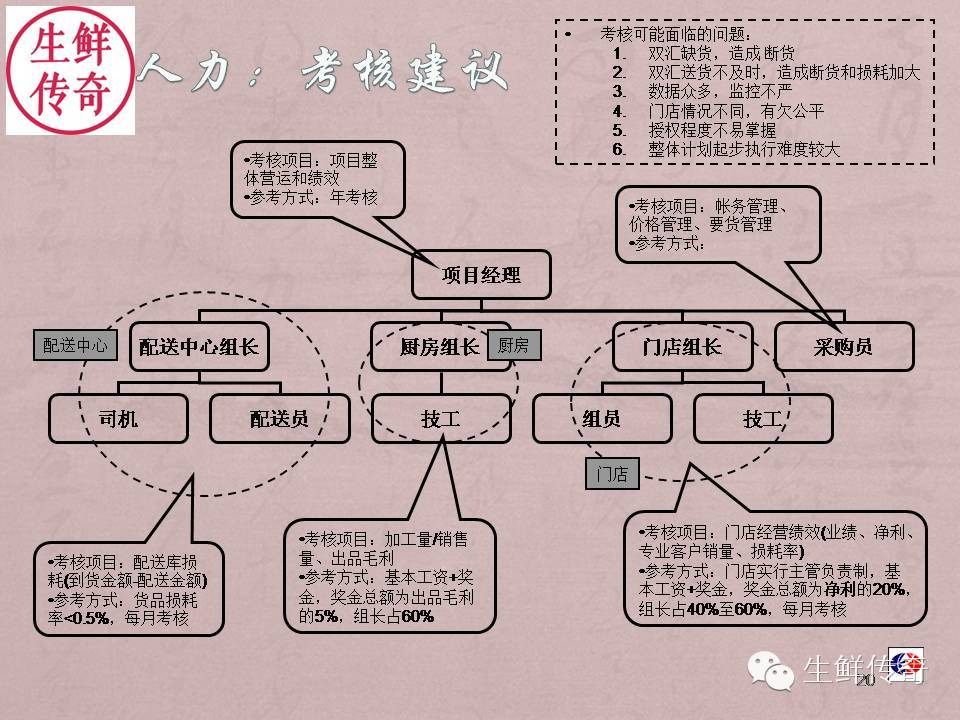 生鲜
传奇
人力：考核建议
•考核可能面临的问题：
1. 双汇缺货，造成断货
2. 双汇送货不及时，造成断货和损耗加大
3. 数据众多，监控不严
4. 门店情况不同，有欠公平
5. 授权程度不易掌握
6. 整体计划起步执行难度较大
•考核项目：项目整
体营运和绩效
•参考方式：年考核
•考核项目：帐务管理、
价格管理、要货管理
•参考方式：
项目经理
配送中心
配送中心组长
厨房组长
厨房
门店组长
采购员
司机
配送员
技工
组员
技工
门店
•考核项目：配送库损
耗(到货金额-配送金额)
•参考方式：货品损耗
率<0.5%，每月考核
•考核项目：加工量/销售
量、出品毛利
•参考方式：基本工资+奖
金，奖金总额为出品毛利
的5%，组长占60%
•考核项目：门店经营绩效(业绩、净利、
专业客户销量、损耗率)
•参考方式：门店实行主管负责制，基
本工资+奖金，奖金总额为净利的20%，
组长占40%至60%，每月考核
生鲜传奇
20